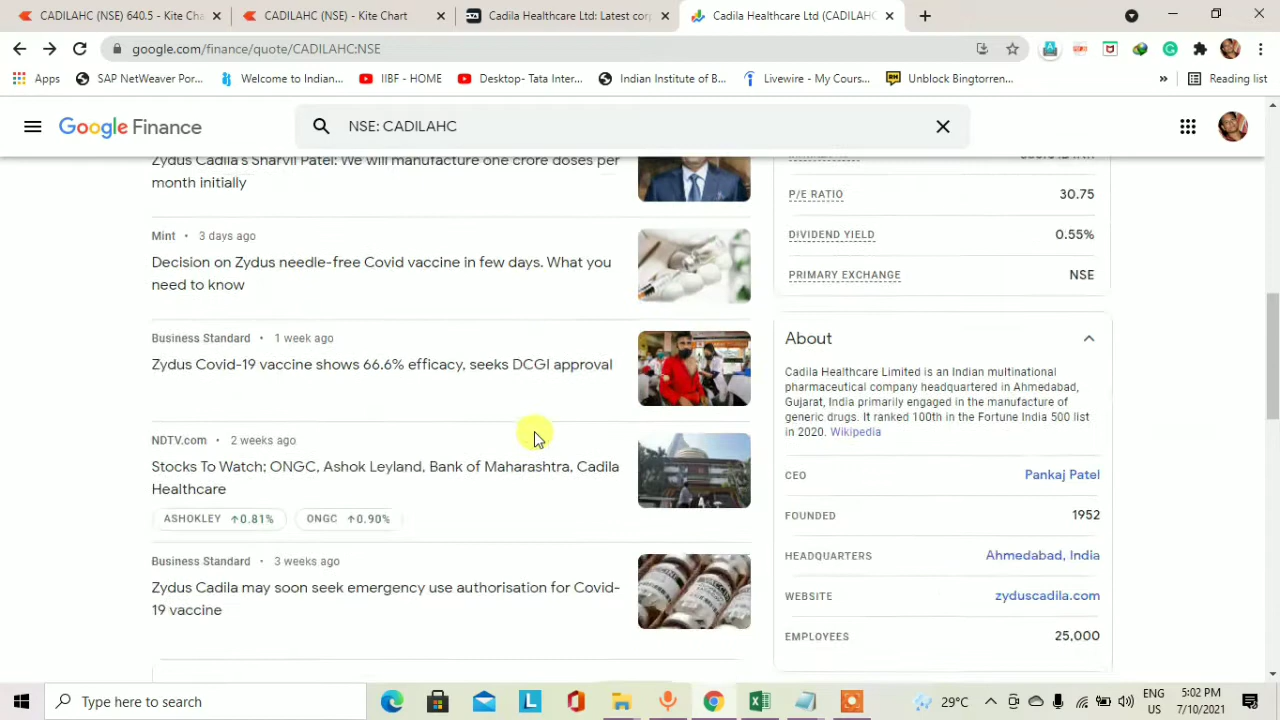 CADILAHC (NSE) 640.5 - Kite
CADILAHC (NSE) - Kite Chart
Cadila Healthcare Ltd: Latest corp
Cadila Healthcare Ltd (CADILAHC
google.com/finance/quote/CADILAHC:NSE
Apps
SAP NetWeaver Por...
Welcome to Indian...
IIBF - HOME
Desktop- Tata Inter...
Indian Institute of B...
Livewire - My Cours...
Unblock Bingtorren...
»
Reading list
Google Finance
NSE: CADILAHC
Zydus Cadila's Sharvil Patel: We will manufacture one crore doses per
month initially
Mint • 3 days ago
Decision on Zydus needle-free Covid vaccine in few days. What you
need to know
Business Standard • 1 week ago
Zydus Covid-19 vaccine shows 66.6% efficacy, seeks DCGI approval
NDTV.com • 2 weeks ago
Stocks To Watch: ONGC, Ashok Leyland, Bank of Maharashtra, Cadila
Healthcare
ASHOKLEY ↑0.81% ONGC ↑0.90%
Business Standard • 3 weeks ago
Zydus Cadila may soon seek emergency use authorisation for Covid-
19 vaccine
P/E RATIO 30.75
DIVIDEND YIELD 0.55%
PRIMARY EXCHANGE NSE
About
Cadila Healthcare Limited is an Indian multinational
pharmaceutical company headquartered in Ahmedabad,
Gujarat, India primarily engaged in the manufacture of
generic drugs. It ranked 100th in the Fortune India 500 list
in 2020. Wikipedia
CEO Pankaj Patel
FOUNDED 1952
HEADQUARTERS Ahmedabad, India
WEBSITE zyduscadila.com
EMPLOYEES 25,000
Type here to search
29°C
ENG
US
5:02 PM
7/10/2021